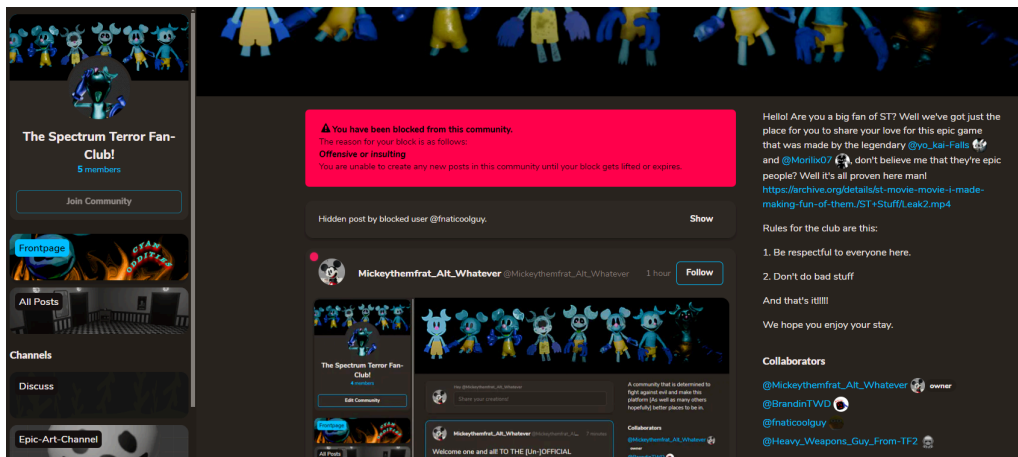 The Spectrum Terror Fan-
Club!
5 members
Join Community
Frontpage
CYAN
ODDITIES
All Posts
Channels
Discuss
Epic-Art-Channel
You have been blocked from this community.
The reason for your block is as follows:
Offensive or insulting
You are unable to create any new posts in this community until your block gets lifted or expires.
Hidden post by blocked user @fnaticoolguy.
Show
Mickeythemfrat_Alt_Whatever @Mickeythemfrat_Alt_Whatever
1 hour
Follow
The Spectrum Terror Fan-
Club!
4 members
Edit Community
Frontpage
All Posts
Hey @Mickeythemfrat_Alt_Whatever
Share your creations!
Mickeythemfrat_Alt_Whatever
7 minutes
Welcome one and all! TO THE [Un-]OFFICIAL
A community that is determined to
fight against evil and make this
platform [As well as many others
hopefully] better places to be in.
Collaborators
@Mickeythemfrat_Alt_Whatever
@BrandinTWD
Hello! Are you a big fan of ST? Well we've got just the
place for you to share your love for this epic game
that was made by the legendary @yo_kai-Falls
and @Morilix07 , don't believe me that they're epic
people? Well it's all proven here man!
https://archive.org/details/st-movie-movie-i-made-
making-fun-of-them./ST+Stuff/Leak2.mp4
Rules for the club are this:
1. Be respectful to everyone here.
2. Don't do bad stuff
And that's it!!!!!
We hope you enjoy your stay.
Collaborators
@Mickeythemfrat_Alt_Whatever owner
@BrandinTWD
@fnaticoolguy
@Heavy_Weapons_Guy_From-TF2